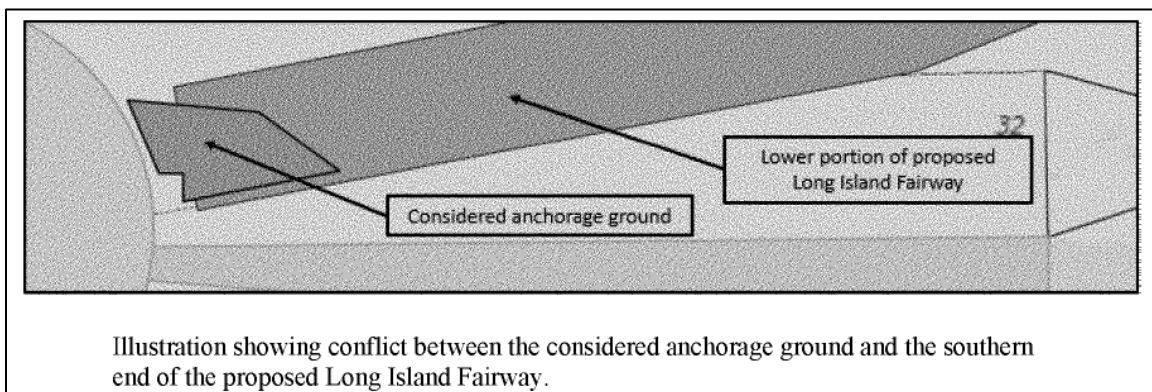 32
Lower portion of proposed
Long Island Fairway
Considered anchorage ground
Illustration showing conflict between the considered anchorage ground and the southern
end of the proposed Long Island Fairway.